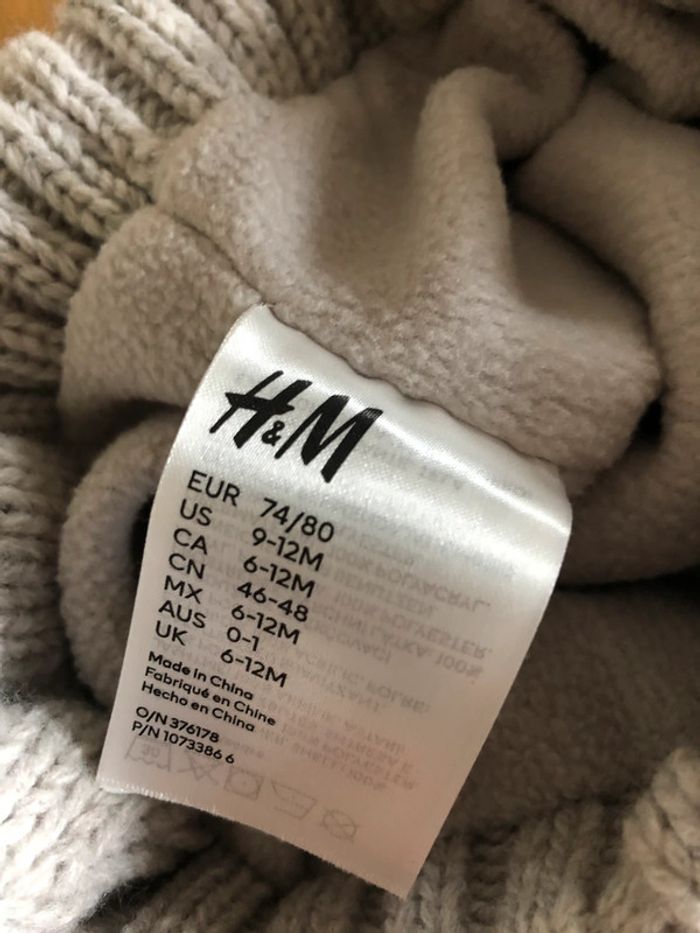 H&M
EUR 74/80
US 9-12M
CA 6-12M
CN 46-48
MX 6-12M
AUS 0-1
UK 6-12M
Made in China
Fabriqué en Chine
Hecho en China
O/N 376178
P/N 1073386 6